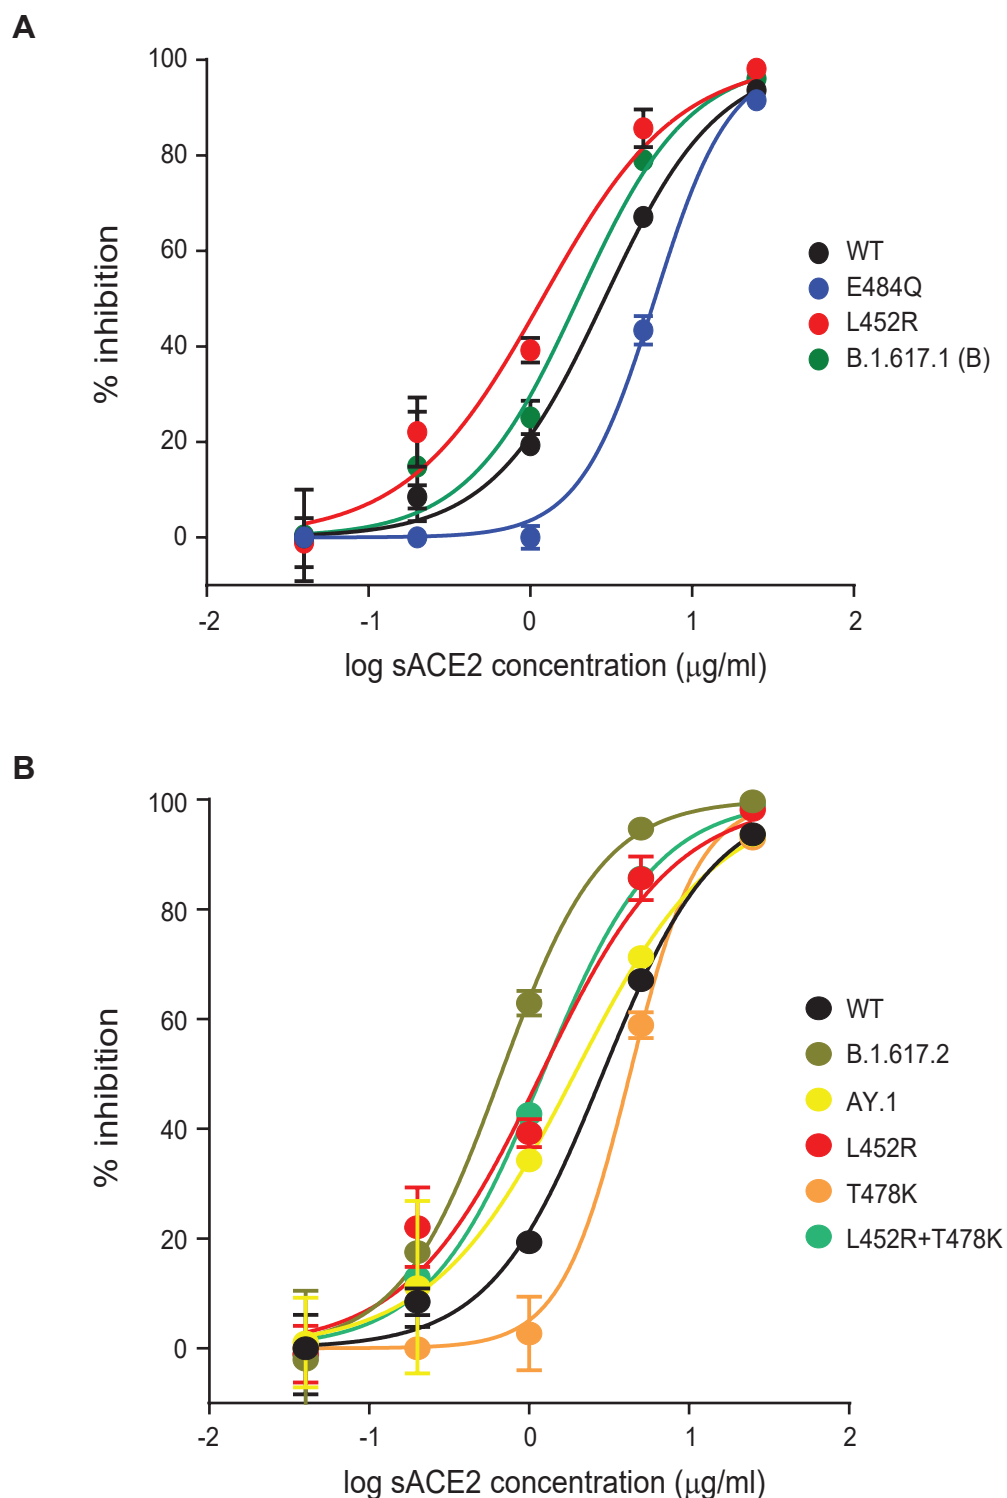 A
100
80
60
40
20
0
% inhibition
-2
-1
0
1
2
log sACE2 concentration (μg/ml)
WT
E484Q
L452R
B.1.617.1 (B)
B
100
80
60
40
20
0
% inhibition
-2
-1
0
1
2
log sACE2 concentration (μg/ml)
WT
B.1.617.2
AY.1
L452R
T478K
L452R+T478K